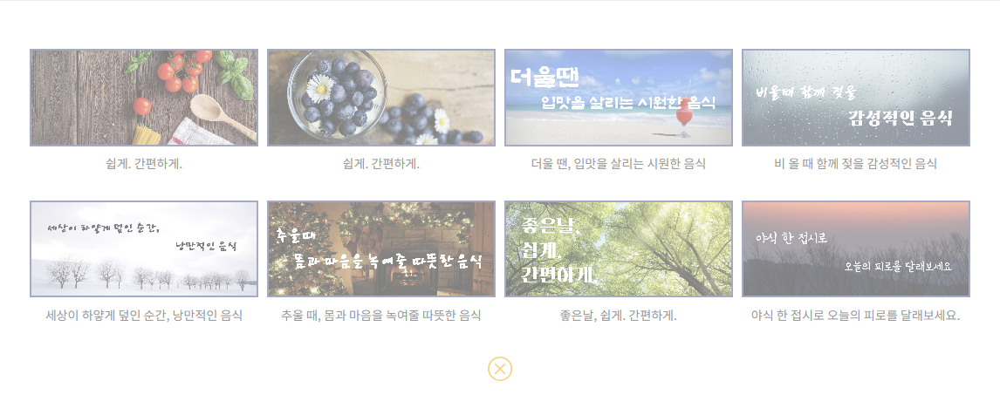 더울땐
입맛을 살리는 시원한 음식
비올때 함께 젖을
감성적인 음식
쉽게. 간편하게.
쉽게. 간편하게.
더울 땐, 입맛을 살리는 시원한 음식
비 올 때 함께 젖을 감성적인 음식
세상이 하얗게 덮인 순간,
낭만적인 음식
추울때
몸과 마음을 녹여줄 따뜻한 음식
좋은날,
쉽게.
간편하게.
야식 한 접시로
오늘의 피로를 달래보세요
세상이 하얗게 덮인 순간, 낭만적인 음식
추울 때, 몸과 마음을 녹여줄 따뜻한 음식
좋은날, 쉽게. 간편하게.
야식 한 접시로 오늘의 피로를 달래보세요.